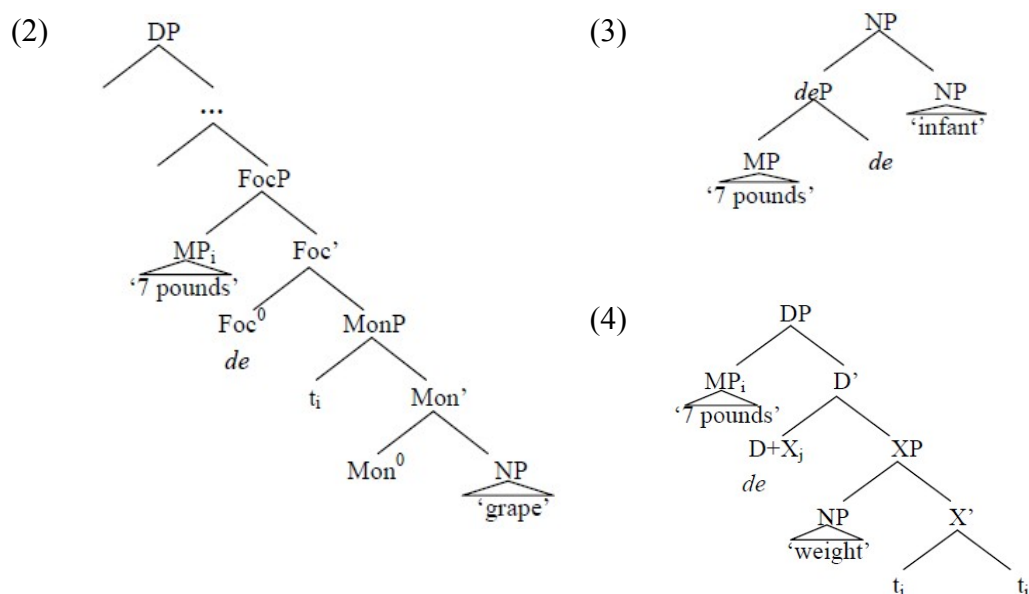 (2)
DP
...
FocP
MPᵢ Foc’
‘7 pounds’
Foc⁰ MonP
de
tᵢ Mon’
Mon⁰ NP
‘grape’
(3)
NP
deP NP
‘infant’
MP de
‘7 pounds’
(4)
DP
MPᵢ D’
‘7 pounds’
D+Xⱼ XP
de
NP X’
‘weight’
tᵢ tᵢ